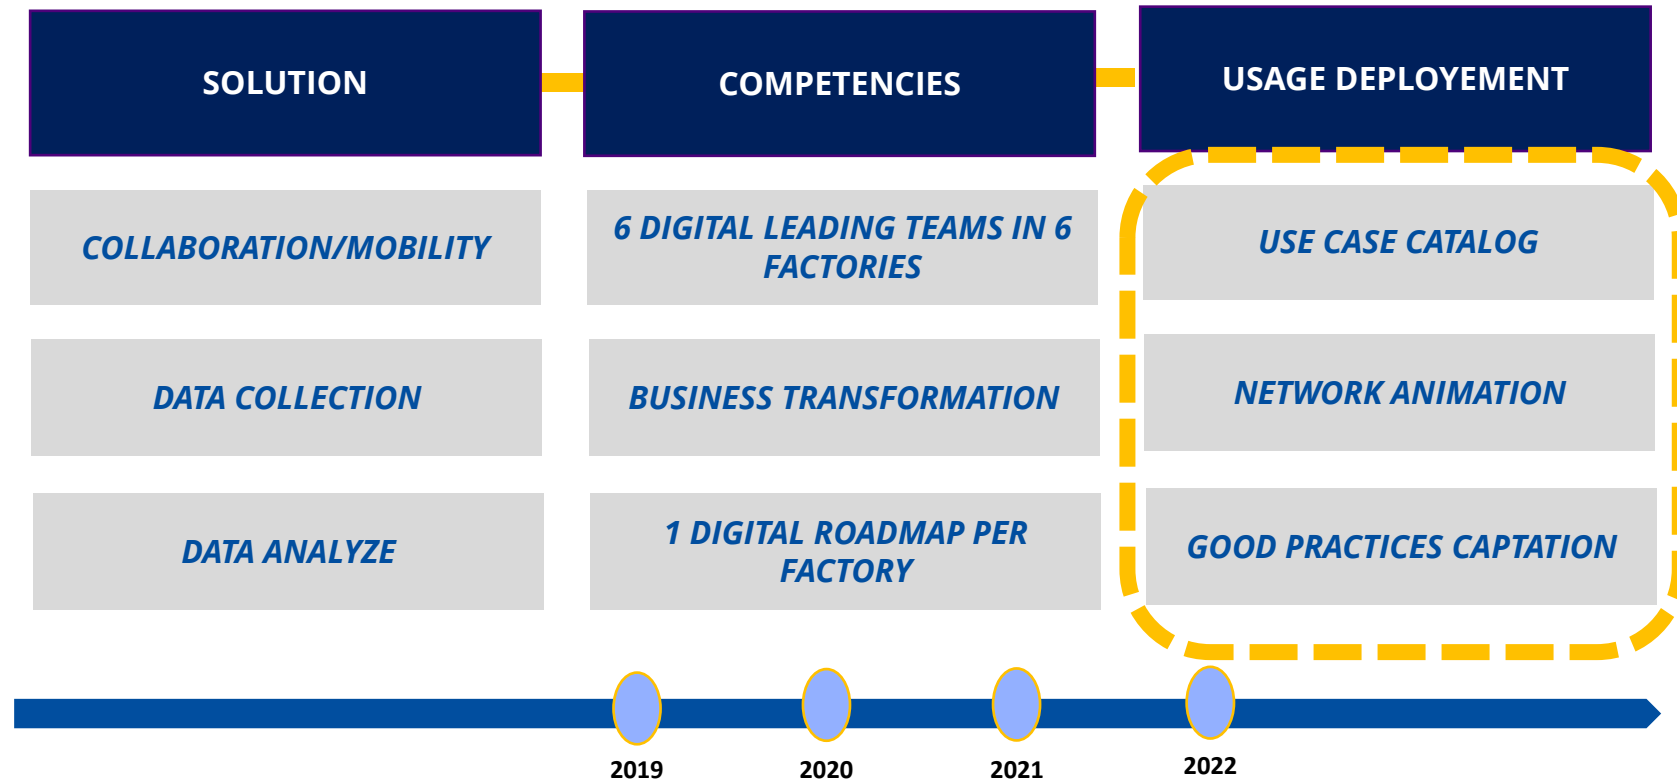 SOLUTION
COMPETENCIES
USAGE DEPLOYEMENT
COLLABORATION/MOBILITY
6 DIGITAL LEADING TEAMS IN 6
FACTORIES
USE CASE CATALOG
DATA COLLECTION
BUSINESS TRANSFORMATION
NETWORK ANIMATION
DATA ANALYZE
1 DIGITAL ROADMAP PER
FACTORY
GOOD PRACTICES CAPTATION
2019
2020
2021
2022